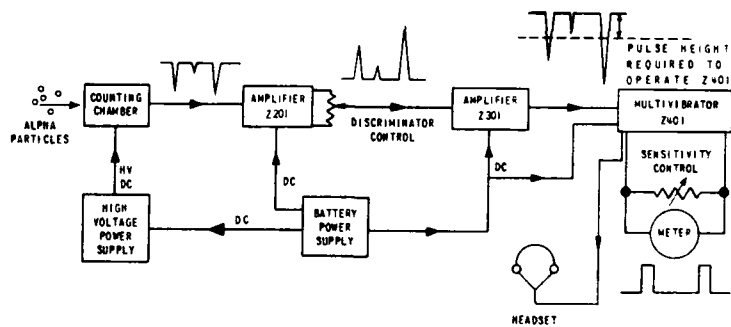 PULSE HEIGHT
REQUIRED TO
OPERATE Z401
ALPHA
PARTICLES
COUNTING
CHAMBER
AMPLIFIER
Z201
DISCRIMINATOR
CONTROL
AMPLIFIER
Z301
MULTIVIBRATOR
Z401
SENSITIVITY
CONTROL
METER
HV
DC
DC
DC
DC
HIGH
VOLTAGE
POWER
SUPPLY
BATTERY
POWER
SUPPLY
HEADSET